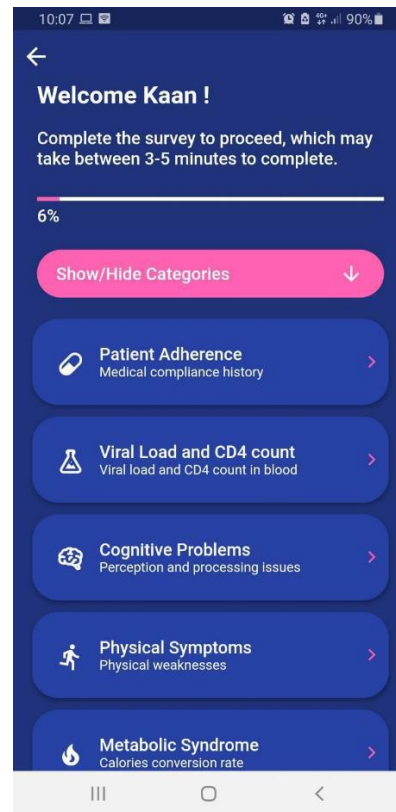 10:07 90%
Welcome Kaan !
Complete the survey to proceed, which may
take between 3-5 minutes to complete.
6%
Show/Hide Categories
Patient Adherence
Medical compliance history
Viral Load and CD4 count
Viral load and CD4 count in blood
Cognitive Problems
Perception and processing issues
Physical Symptoms
Physical weaknesses
Metabolic Syndrome
Calories conversion rate